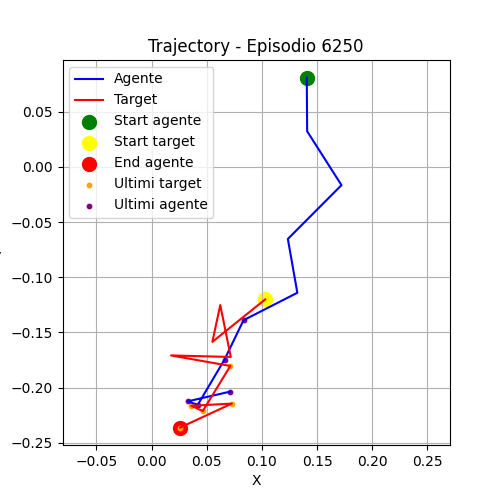 Trajectory - Episodio 6250
Agente
Target
Start agente
Start target
End agente
Ultimi target
Ultimi agente
0.05
0.00
−0.05
−0.10
−0.15
−0.20
−0.25
−0.05
0.00
0.05
0.10
0.15
0.20
0.25
X